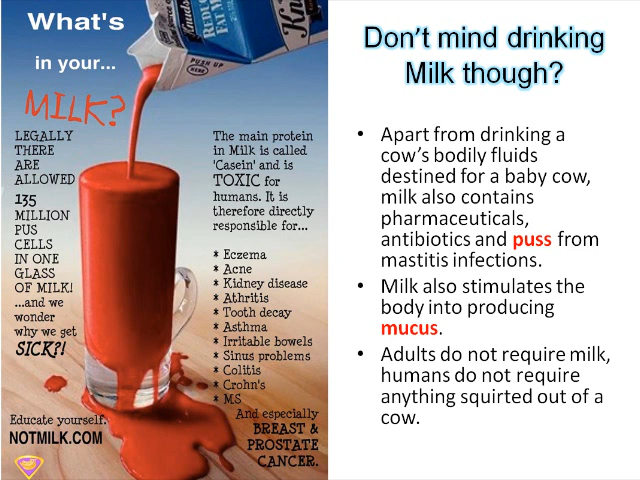 What's
in your...
MILK?
LEGALLY
THERE
ARE
ALLOWED
135
MILLION
PUS
CELLS
IN ONE
GLASS
OF MILK!
...and we
wonder
why we get
SICK?!
Educate yourself.
NOTMILK.COM
Knudsen
REDU
FAT M
Kn
PUSH UP
HERE
The main protein
in Milk is called
'Casein' and is
TOXIC for
humans. It is
therefore directly
responsible for...
* Eczema
* Acne
* Kidney disease
* Athritis
* Tooth decay
* Asthma
* Irritable bowels
* Sinus problems
* Colitis
* Crohn's
* MS
And especially
BREAST &
PROSTATE
CANCER.
Don't mind drinking
Milk though?
• Apart from drinking a
cow's bodily fluids
destined for a baby cow,
milk also contains
pharmaceuticals,
antibiotics and puss from
mastitis infections.
• Milk also stimulates the
body into producing
mucus.
• Adults do not require milk,
humans do not require
anything squirted out of a
cow.